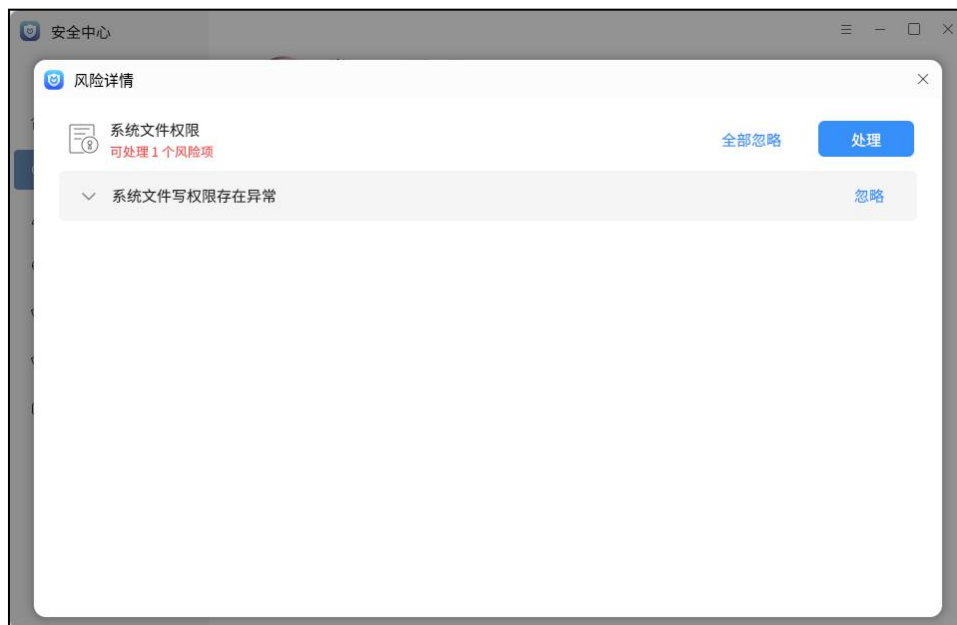 安全中心
风险详情
系统文件权限
可处理1个风险项
全部忽略
处理
系统文件写权限存在异常
忽略